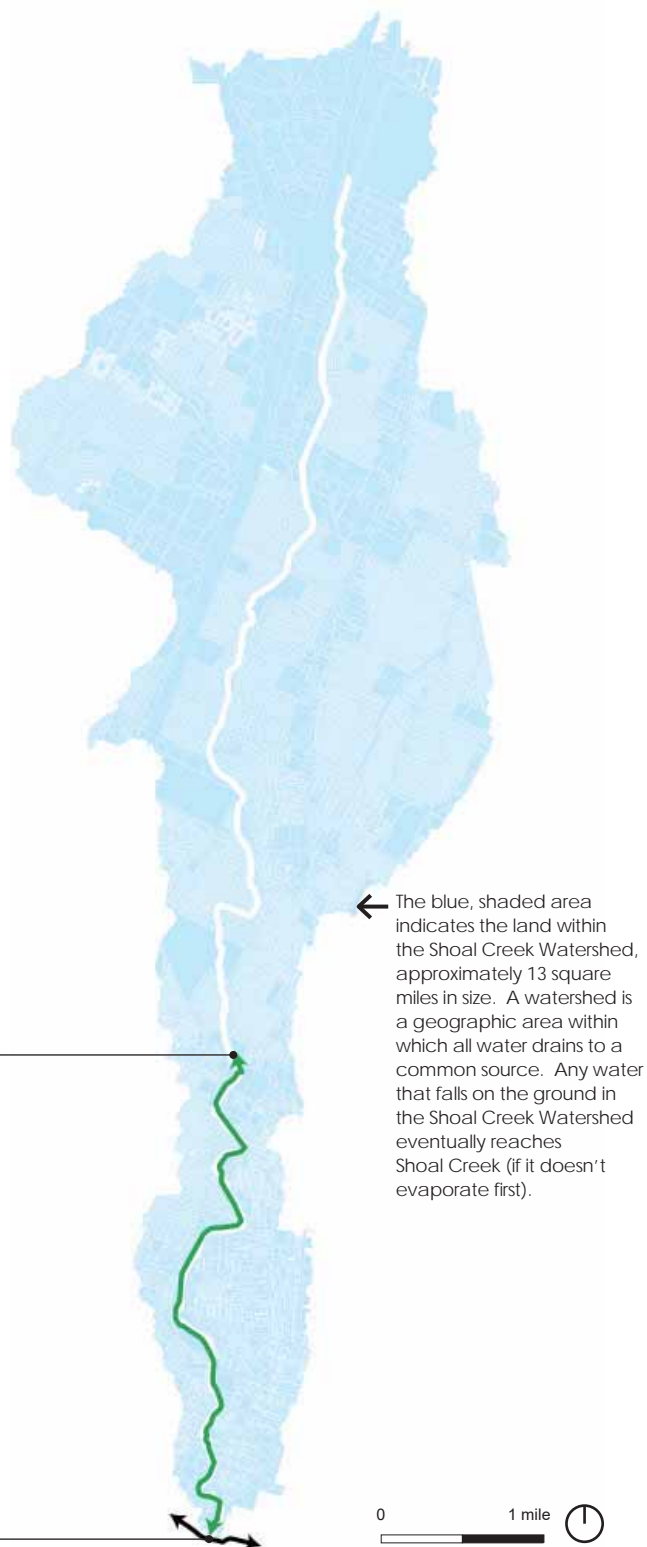 The blue, shaded area
indicates the land within
the Shoal Creek Watershed,
approximately 13 square
miles in size. A watershed is
a geographic area within
which all water drains to a
common source. Any water
that falls on the ground in
the Shoal Creek Watershed
eventually reaches
Shoal Creek (if it doesn't
evaporate first).
0 1 mile